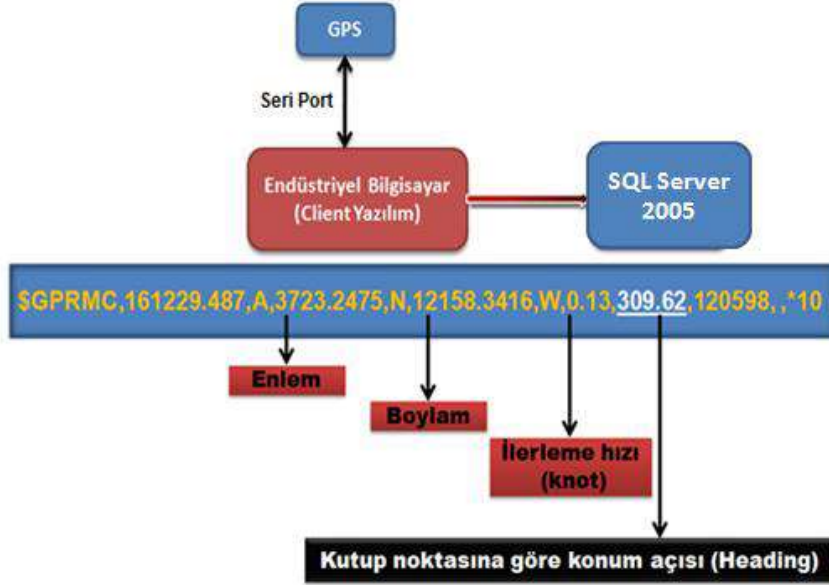 GPS
Seri Port
Endüstriyel Bilgisayar
(Client Yazılım)
SQL Server
2005
$GPRMC,161229.487,A,3723.2475,N,12158.3416,W,0.13,309.62,120598,,*10
Enlem
Boylam
İlerleme hızı
(knot)
Kutup noktasına göre konum açısı (Heading)